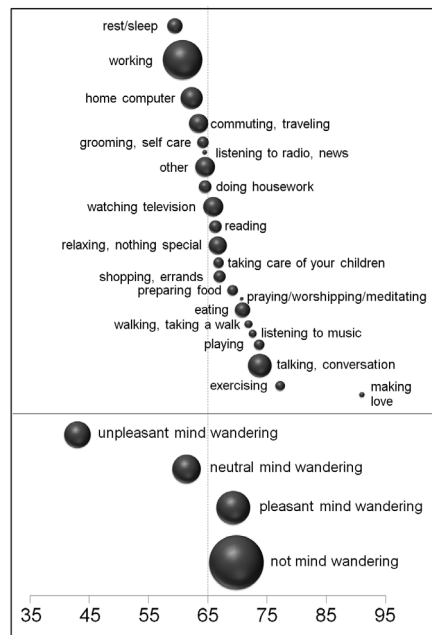 rest/sleep
working
home computer
commuting, traveling
grooming, self care
listening to radio, news
other
doing housework
watching television
reading
relaxing, nothing special
taking care of your children
shopping, errands
preparing food
praying/worshipping/meditating
eating
walking, taking a walk
listening to music
playing
talking, conversation
exercising
making
love
unpleasant mind wandering
neutral mind wandering
pleasant mind wandering
not mind wandering
35 45 55 65 75 85 95